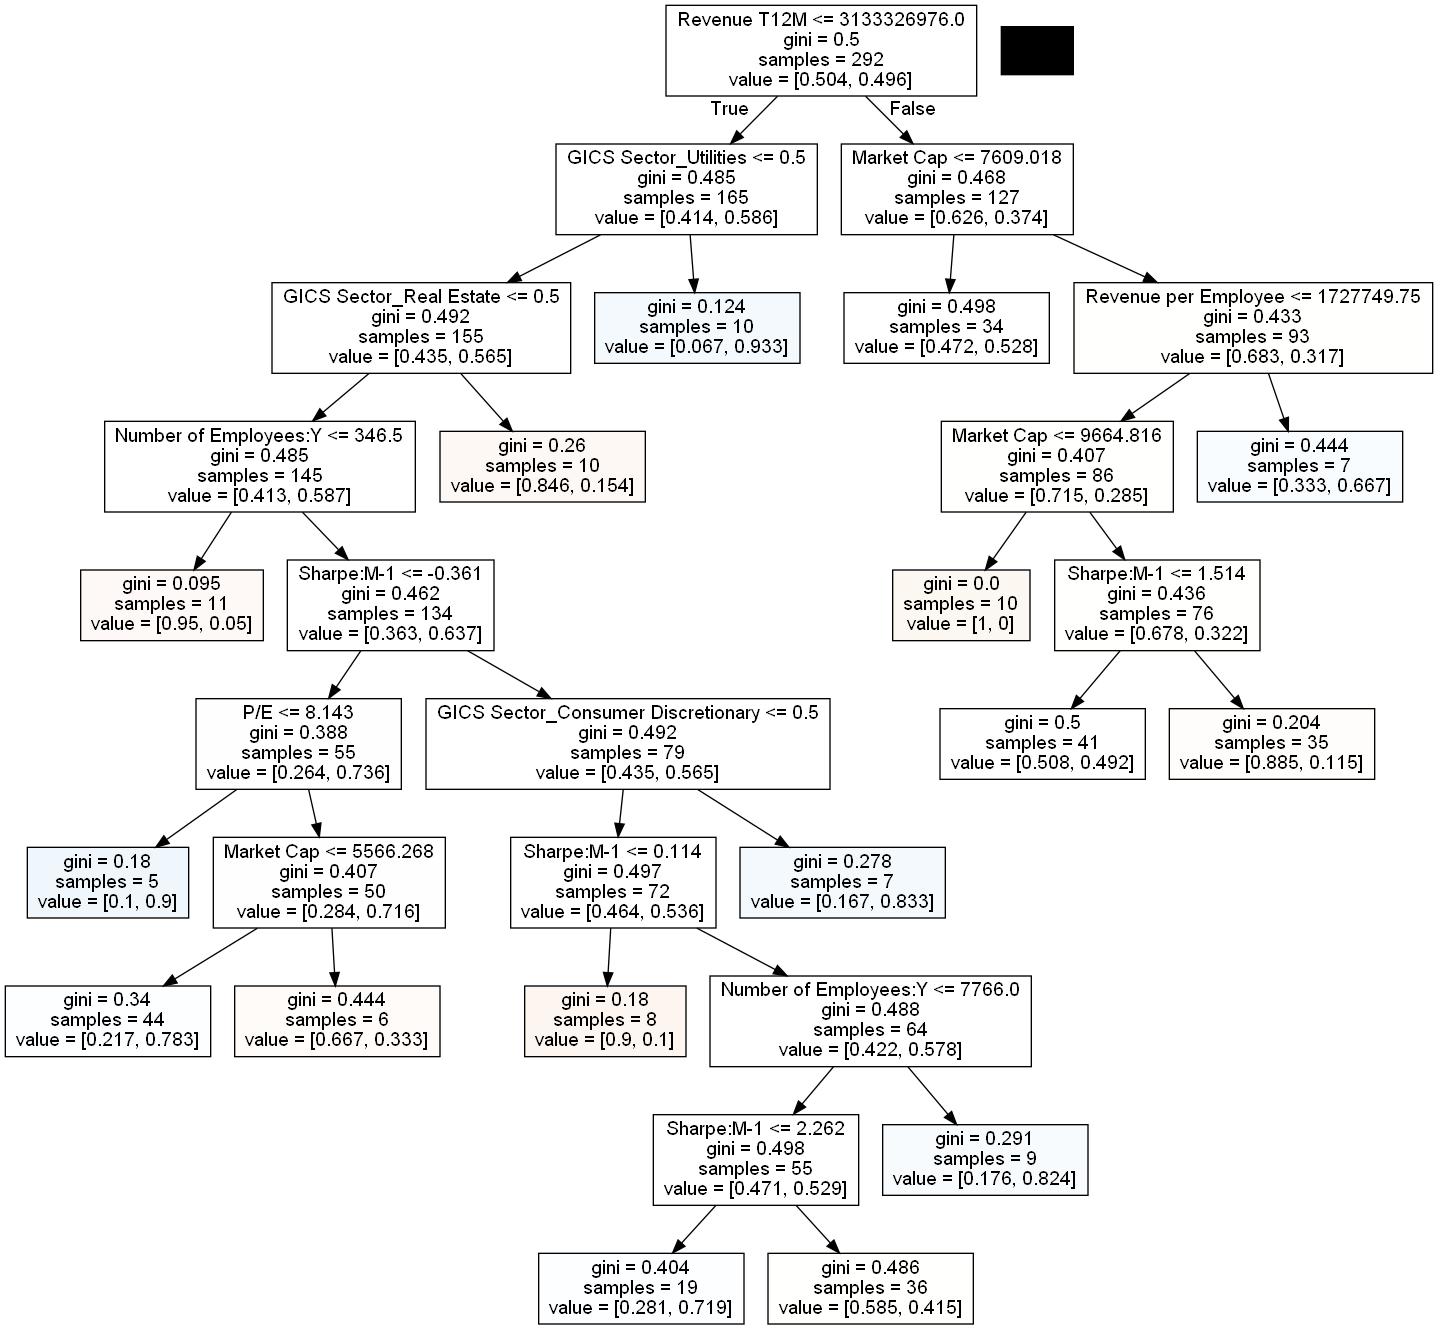 Revenue T12M <= 3133326976.0
gini = 0.5
samples = 292
value = [0.504, 0.496]
True
False
GICS Sector_Utilities <= 0.5
gini = 0.485
samples = 165
value = [0.414, 0.586]
Market Cap <= 7609.018
gini = 0.468
samples = 127
value = [0.626, 0.374]
GICS Sector_Real Estate <= 0.5
gini = 0.492
samples = 155
value = [0.435, 0.565]
gini = 0.124
samples = 10
value = [0.067, 0.933]
gini = 0.498
samples = 34
value = [0.472, 0.528]
Revenue per Employee <= 1727749.75
gini = 0.433
samples = 93
value = [0.683, 0.317]
Number of Employees:Y <= 346.5
gini = 0.485
samples = 145
value = [0.413, 0.587]
gini = 0.26
samples = 10
value = [0.846, 0.154]
Market Cap <= 9664.816
gini = 0.407
samples = 86
value = [0.715, 0.285]
gini = 0.444
samples = 7
value = [0.333, 0.667]
gini = 0.095
samples = 11
value = [0.95, 0.05]
Sharpe:M-1 <= -0.361
gini = 0.462
samples = 134
value = [0.363, 0.637]
gini = 0.0
samples = 10
value = [1, 0]
Sharpe:M-1 <= 1.514
gini = 0.436
samples = 76
value = [0.678, 0.322]
P/E <= 8.143
gini = 0.388
samples = 55
value = [0.264, 0.736]
GICS Sector_Consumer Discretionary <= 0.5
gini = 0.492
samples = 79
value = [0.435, 0.565]
gini = 0.5
samples = 41
value = [0.508, 0.492]
gini = 0.204
samples = 35
value = [0.885, 0.115]
gini = 0.18
samples = 5
value = [0.1, 0.9]
Market Cap <= 5566.268
gini = 0.407
samples = 50
value = [0.284, 0.716]
Sharpe:M-1 <= 0.114
gini = 0.497
samples = 72
value = [0.464, 0.536]
gini = 0.278
samples = 7
value = [0.167, 0.833]
gini = 0.34
samples = 44
value = [0.217, 0.783]
gini = 0.444
samples = 6
value = [0.667, 0.333]
gini = 0.18
samples = 8
value = [0.9, 0.1]
Number of Employees:Y <= 7766.0
gini = 0.488
samples = 64
value = [0.422, 0.578]
Sharpe:M-1 <= 2.262
gini = 0.498
samples = 55
value = [0.471, 0.529]
gini = 0.291
samples = 9
value = [0.176, 0.824]
gini = 0.404
samples = 19
value = [0.281, 0.719]
gini = 0.486
samples = 36
value = [0.585, 0.415]